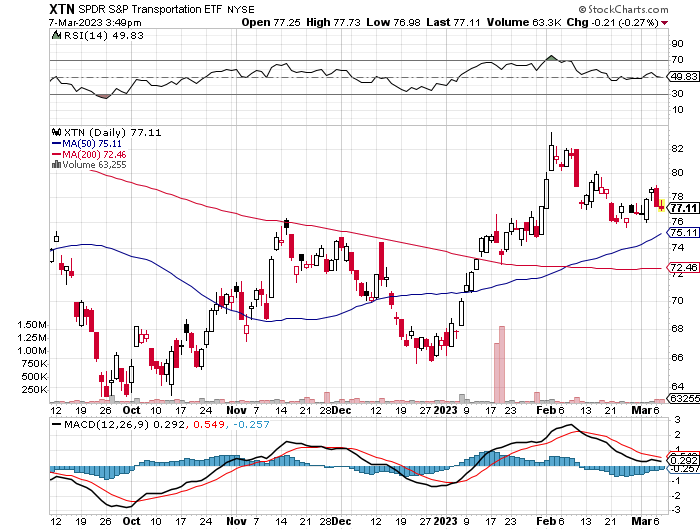 XTN SPDR S&P Transportation ETF NYSE © StockCharts.com
7-Mar-2023 3:49pm Open 77.25 High 77.73 Low 76.98 Last 77.11 Volume 63.3K Chg -0.21 (-0.27%)
RSI(14) 49.83
90
70
49.83
30
10
XTN (Daily) 77.11
MA(50) 75.11
MA(200) 72.46
Volume 63,255
82
80
78
77.11
76
75.11
74
72.46
72
70
68
66
64
1.50M
1.25M
1.00M
750K
500K
250K
63255
12 19 26 Oct 10 17 24 Nov 7 14 21 28 Dec 12 19 27 2023 9 17 23 Feb 6 13 21 Mar 6
MACD(12,26,9) 0.292, 0.549, -0.257
3
2
1
0.292
-0.257
-1
-2
-3
12 19 26 Oct 10 17 24 Nov 7 14 21 28 Dec 12 19 27 2023 9 17 23 Feb 6 13 21 Mar 6